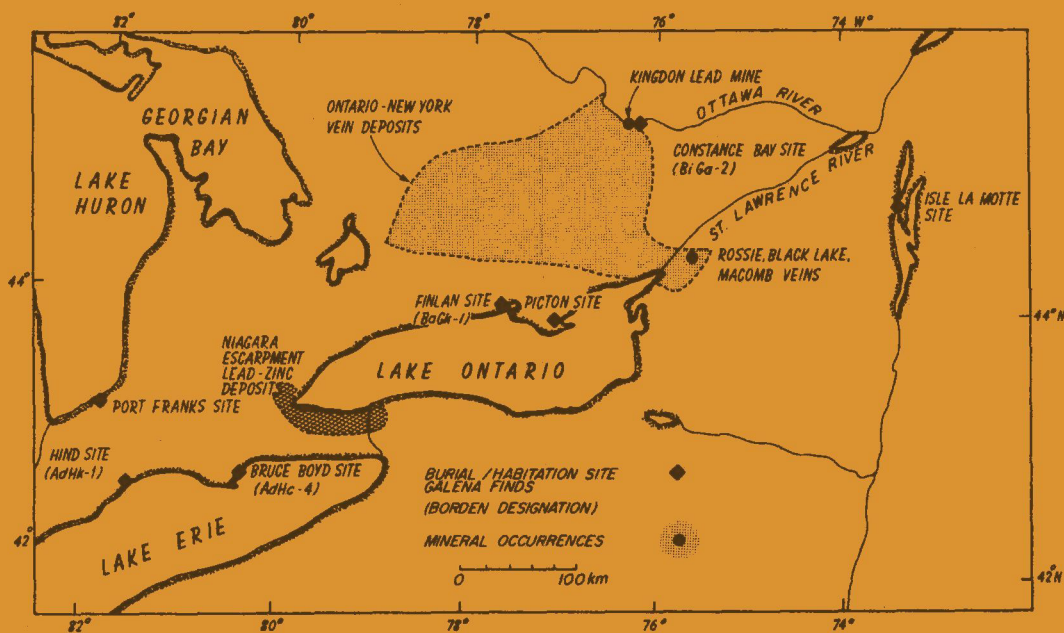 82°
80
78
76°
74 W°
KINGDON LEAD MINE
OTTAWA RIVER
ONTARIO-NEW YORK
VEIN DEPOSITS
GEORGIAN
BAY
CONSTANCE BAY SITE
(BiGa-2)
LAKE
HURON
ST. LAWRENCE RIVER
ISLE LA MOTTE
SITE
ROSSIE, BLACK LAKE,
MACOMB VEINS
44°
44°N
FINLAN SITE
(BaGk-1)
PICTON SITE
NIAGARA
ESCARPMENT
LEAD-ZINC
DEPOSITS
LAKE ONTARIO
PORT FRANKS SITE
HIND SITE
(AdHk-1)
BRUCE BOYD SITE
(AdHc-4)
BURIAL/HABITATION SITE
GALENA FINDS
(BORDEN DESIGNATION)
MINERAL OCCURRENCES
42°
LAKE ERIE
0 100 km
42°N
82°
80
78
76°
74°